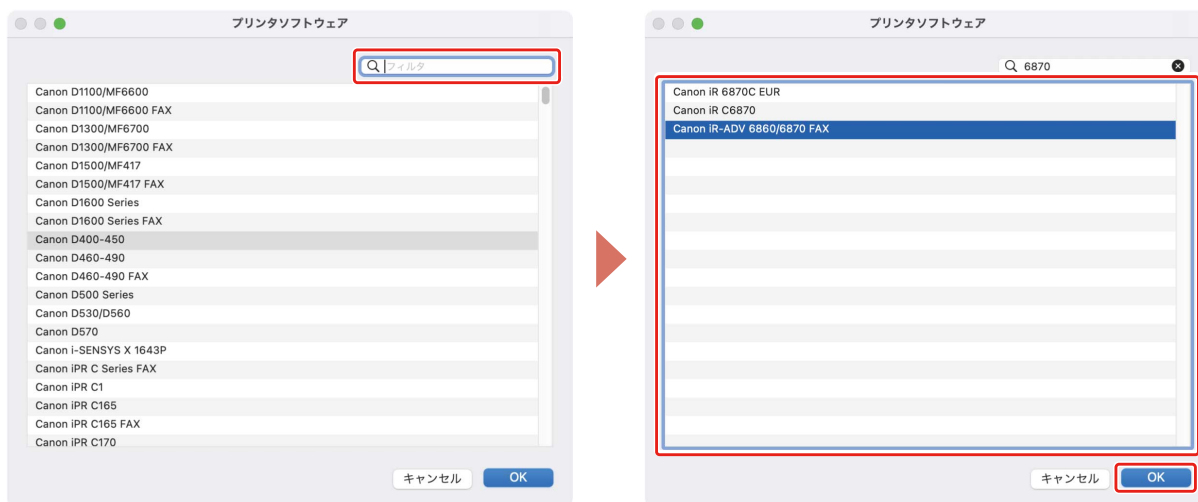 プリンタソフトウェア
フィルタ
Canon D1100/MF6600
Canon D1100/MF6600 FAX
Canon D1300/MF6700
Canon D1300/MF6700 FAX
Canon D1500/MF417
Canon D1500/MF417 FAX
Canon D1600 Series
Canon D1600 Series FAX
Canon D400-450
Canon D460-490
Canon D460-490 FAX
Canon D500 Series
Canon D530/D560
Canon D570
Canon i-SENSYS X 1643P
Canon iPR C Series FAX
Canon iPR C1
Canon iPR C165
Canon iPR C165 FAX
Canon iPR C170
キャンセル OK
プリンタソフトウェア
6870
Canon iR 6870C EUR
Canon iR C6870
Canon iR-ADV 6860/6870 FAX
キャンセル OK